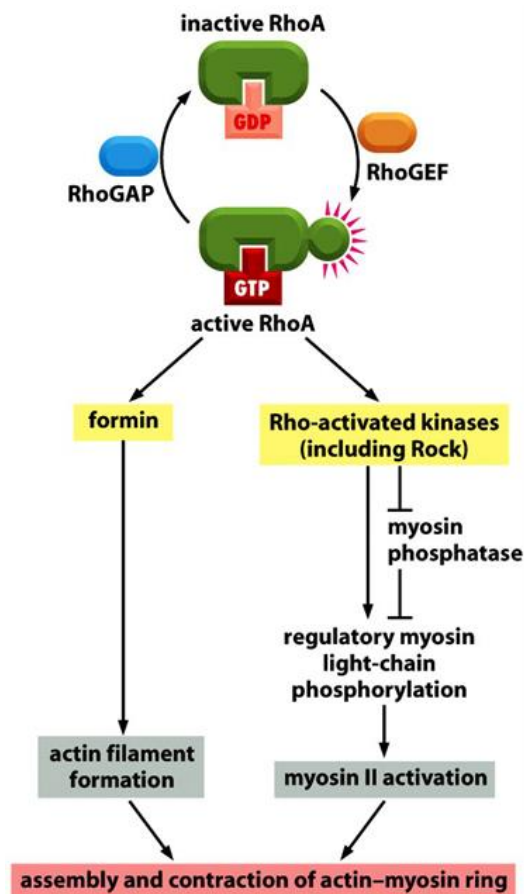 inactive RhoA
GDP
RhoGAP
RhoGEF
GTP
active RhoA
formin
Rho-activated kinases
(including Rock)
myosin
phosphatase
regulatory myosin
light-chain
phosphorylation
actin filament
formation
myosin II activation
assembly and contraction of actin–myosin ring